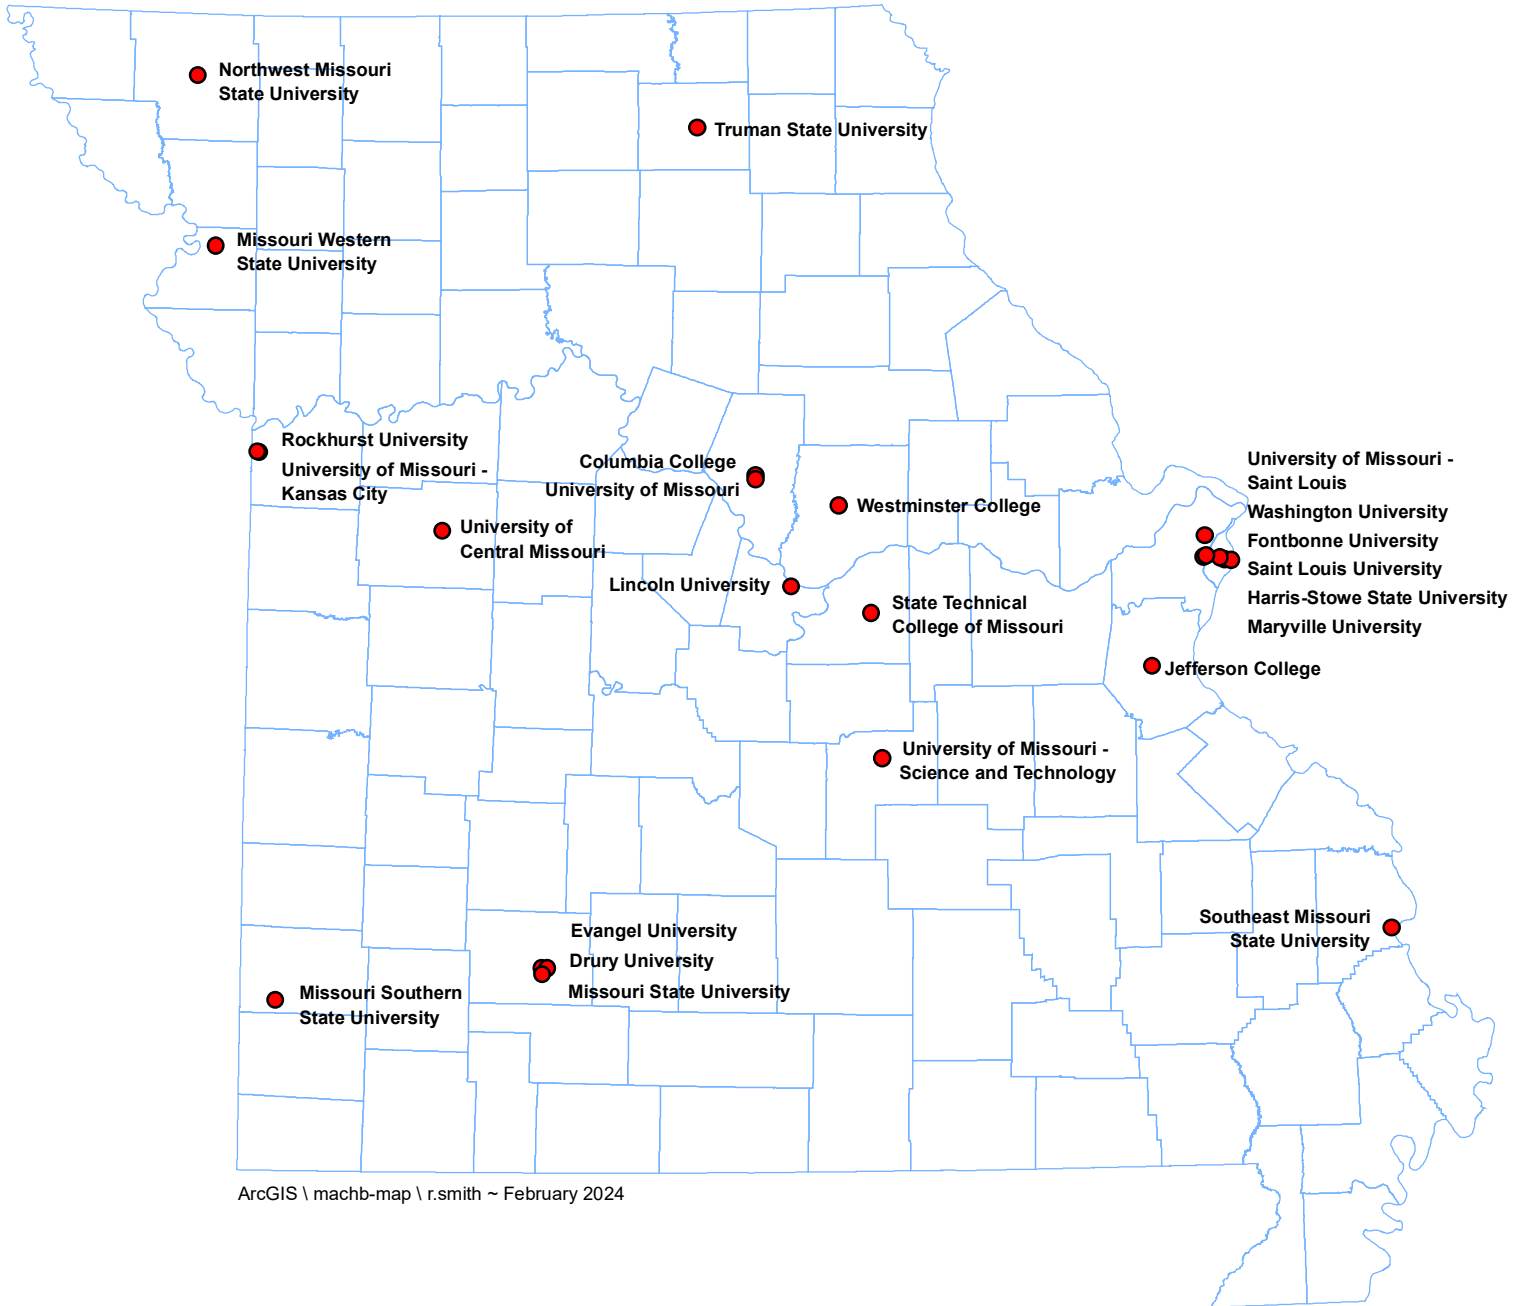 Northwest Missouri
State University
Truman State University
Missouri Western
State University
Rockhurst University
University of Missouri -
Kansas City
Columbia College
University of Missouri
Westminster College
University of Missouri -
Saint Louis
Washington University
Fontbonne University
Saint Louis University
Harris-Stowe State University
Maryville University
University of
Central Missouri
Lincoln University
State Technical
College of Missouri
Jefferson College
University of Missouri -
Science and Technology
Southeast Missouri
State University
Evangel University
Drury University
Missouri State University
Missouri Southern
State University
ArcGIS \ machb-map \ r.smith ~ February 2024